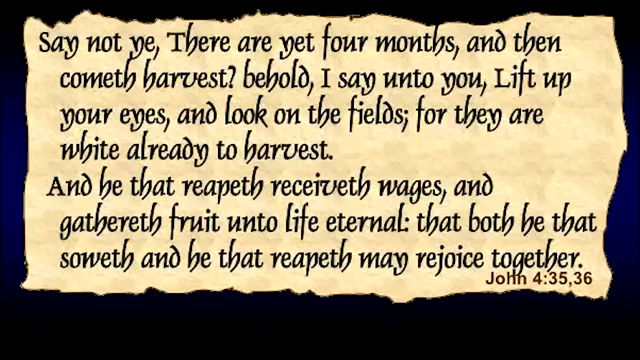 Say not ye, There are yet four months, and then
cometh harvest? behold, I say unto you, Lift up
your eyes, and look on the fields; for they are
white already to harvest.
And he that reapeth receiveth wages, and
gathereth fruit unto life eternal: that both he that
soweth and he that reapeth may rejoice together.
John 4:35,36